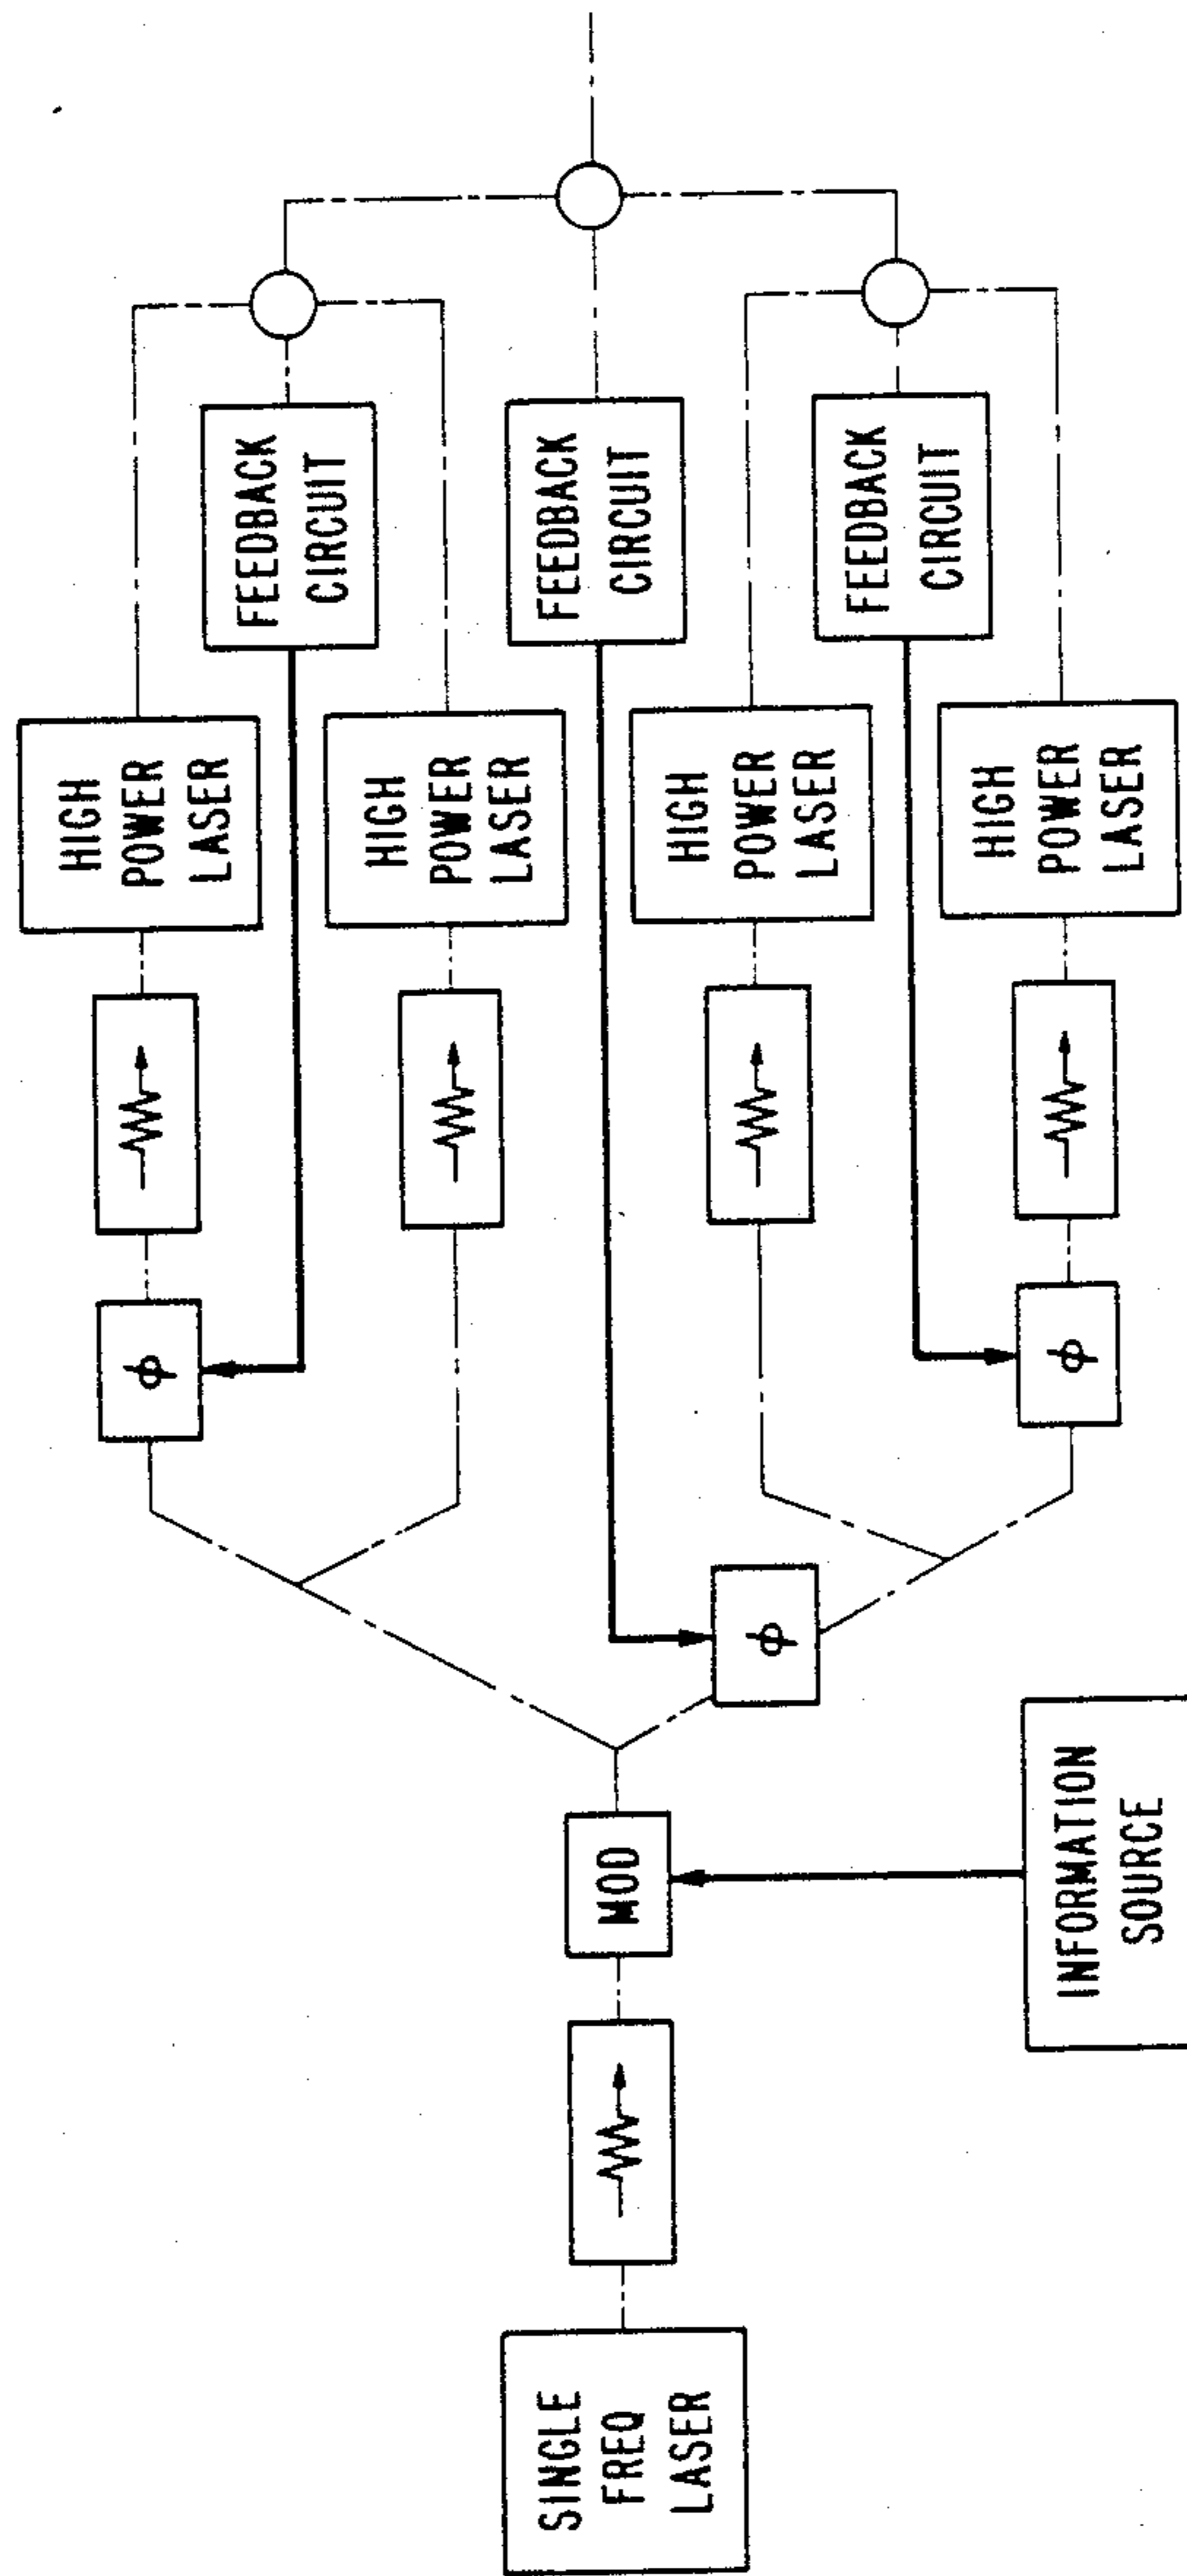 SINGLE
FREQ
LASER
MOD
INFORMATION
SOURCE
ϕ
ϕ
ϕ
HIGH
POWER
LASER
HIGH
POWER
LASER
HIGH
POWER
LASER
HIGH
POWER
LASER
FEEDBACK
CIRCUIT
FEEDBACK
CIRCUIT
FEEDBACK
CIRCUIT